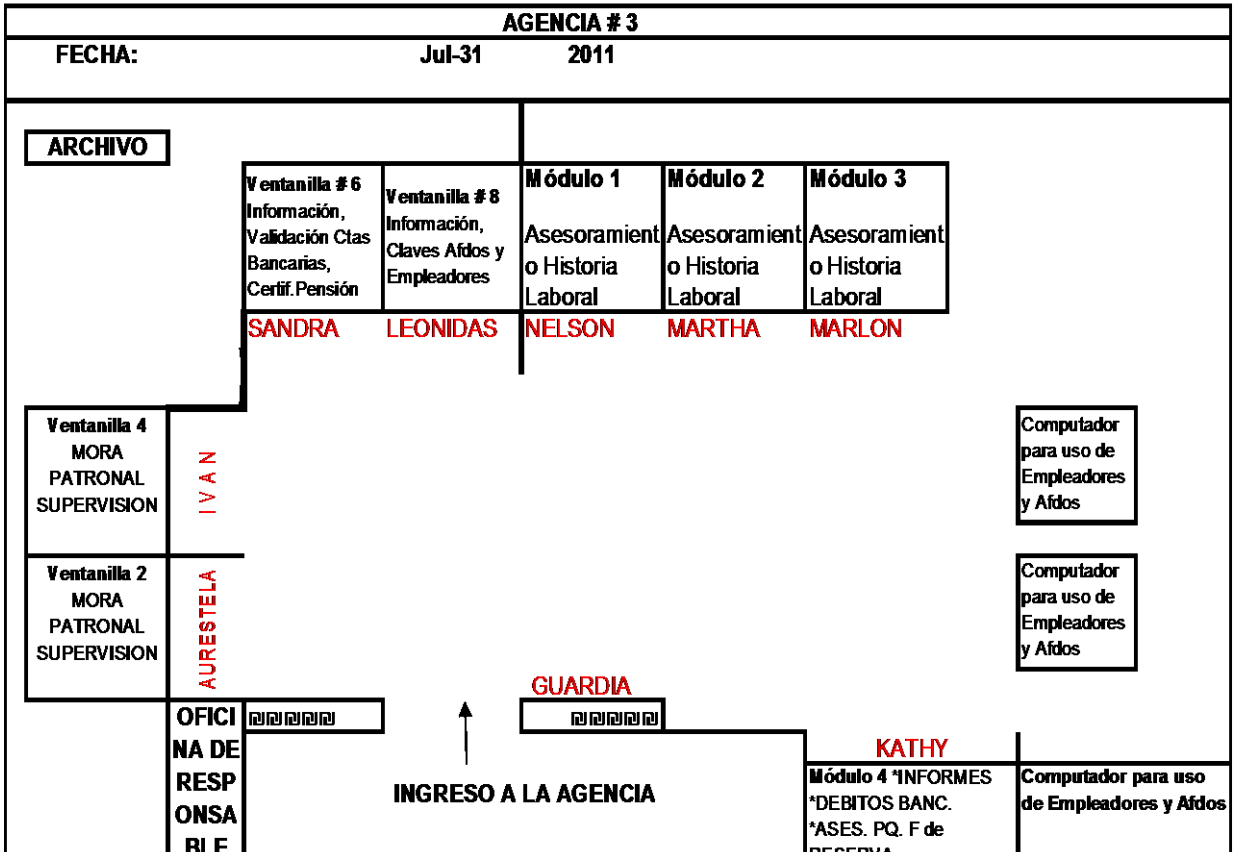 AGENCIA # 3
FECHA: Jul-31 2011
ARCHIVO
Ventanilla # 6
Información,
Validación Ctas
Bancarias,
Certif.Pensión
Ventanilla # 8
Información,
Claves Afdos y
Empleadores
Módulo 1
Asesoramient
o Historia
Laboral
Módulo 2
Asesoramient
o Historia
Laboral
Módulo 3
Asesoramient
o Historia
Laboral
SANDRA
LEONIDAS
NELSON
MARTHA
MARLON
Ventanilla 4
MORA
PATRONAL
SUPERVISION
IVAN
Computador
para uso de
Empleadores
y Afdos
Ventanilla 2
MORA
PATRONAL
SUPERVISION
AURESTELA
Computador
para uso de
Empleadores
y Afdos
GUARDIA
OFICI
NA DE
RESP
ONSA
BLE
₪₪₪₪₪
₪₪₪₪₪
INGRESO A LA AGENCIA
KATHY
Módulo 4 *INFORMES
*DEBITOS BANC.
*ASES. PQ. F de
RESERVA
Computador para uso
de Empleadores y Afdos